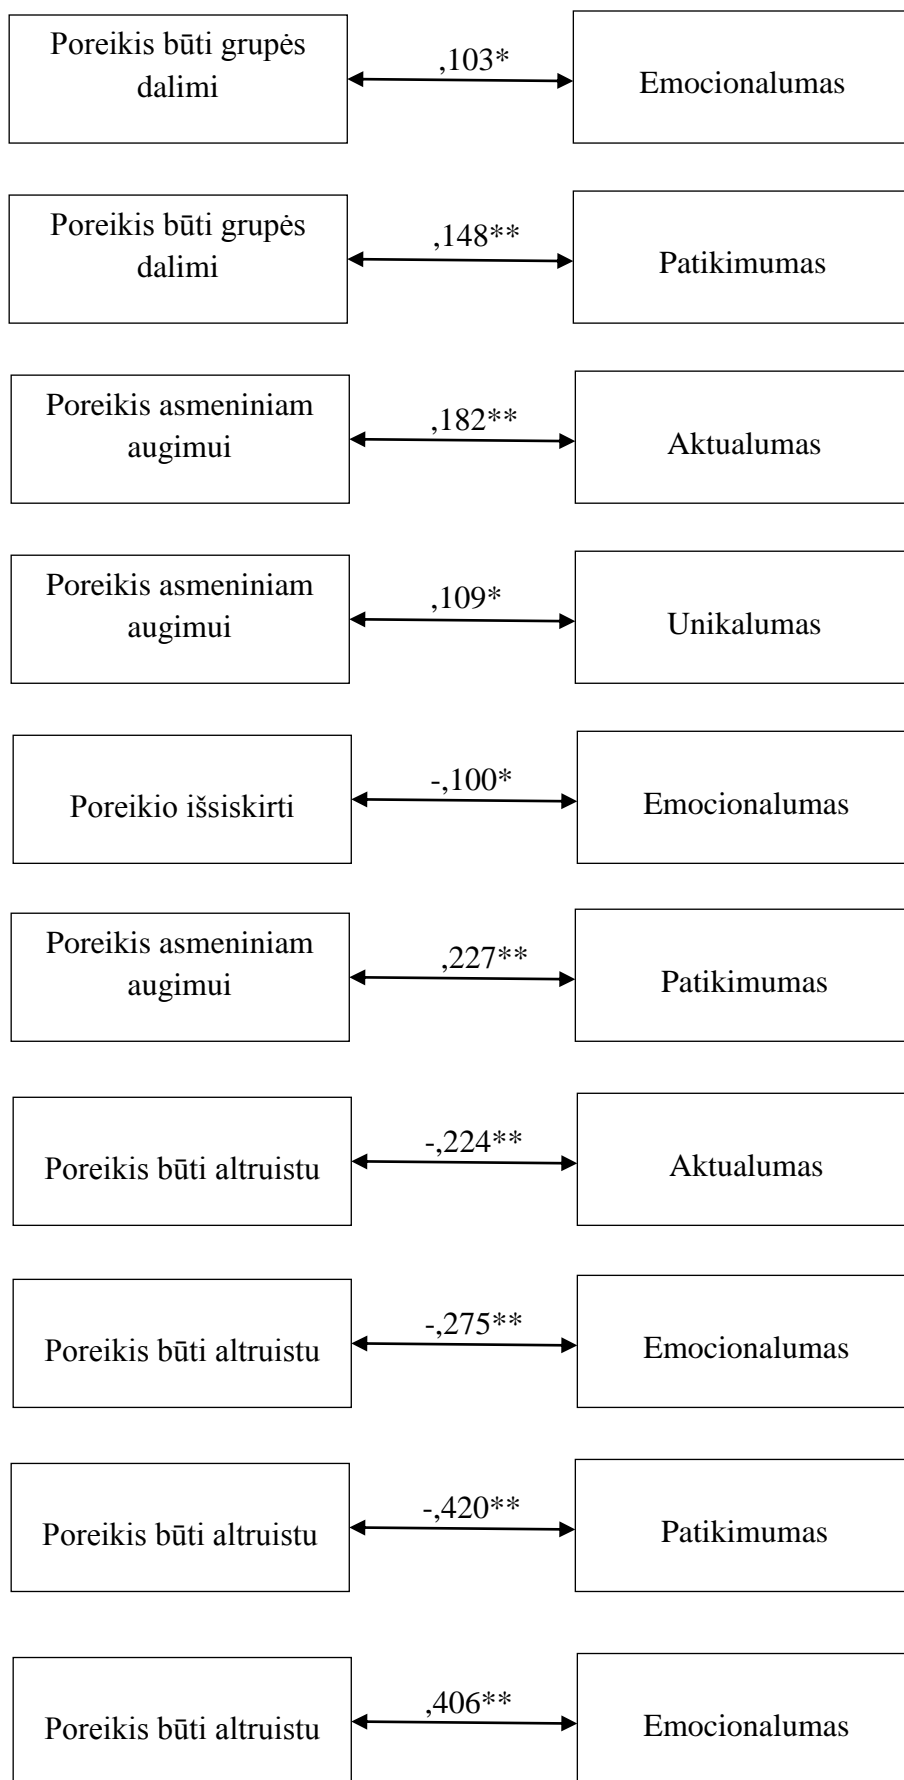 Poreikis būti grupės
dalimi
,103*
Emocionalumas
Poreikis būti grupės
dalimi
,148**
Patikimumas
Poreikis asmeniniam
augimui
,182**
Aktualumas
Poreikis asmeniniam
augimui
,109*
Unikalumas
Poreikio išsiskirti
-,100*
Emocionalumas
Poreikis asmeniniam
augimui
,227**
Patikimumas
Poreikis būti altruistu
-,224**
Aktualumas
Poreikis būti altruistu
-,275**
Emocionalumas
Poreikis būti altruistu
-,420**
Patikimumas
Poreikis būti altruistu
,406**
Emocionalumas